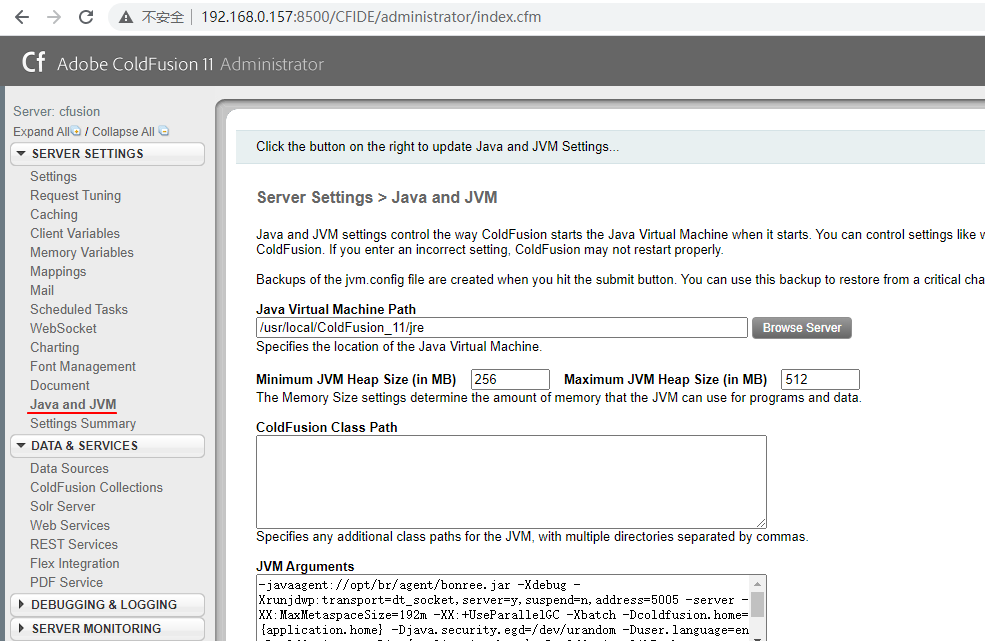 不安全 | 192.168.0.157:8500/CFIDE/administrator/index.cfm
Cf Adobe ColdFusion 11 Administrator
Server: cfusion
Expand All / Collapse All
SERVER SETTINGS
Settings
Request Tuning
Caching
Client Variables
Memory Variables
Mappings
Mail
Scheduled Tasks
WebSocket
Charting
Font Management
Document
Java and JVM
Settings Summary
DATA & SERVICES
Data Sources
ColdFusion Collections
Solr Server
Web Services
REST Services
Flex Integration
PDF Service
DEBUGGING & LOGGING
SERVER MONITORING
Click the button on the right to update Java and JVM Settings...
Server Settings > Java and JVM
Java and JVM settings control the way ColdFusion starts the Java Virtual Machine when it starts. You can control settings like
ColdFusion. If you enter an incorrect setting, ColdFusion may not restart properly.
Backups of the jvm.config file are created when you hit the submit button. You can use this backup to restore from a critical cha
Java Virtual Machine Path
/usr/local/ColdFusion_11/jre
Browse Server
Specifies the location of the Java Virtual Machine.
Minimum JVM Heap Size (in MB) 256 Maximum JVM Heap Size (in MB) 512
The Memory Size settings determine the amount of memory that the JVM can use for programs and data.
ColdFusion Class Path
Specifies any additional class paths for the JVM, with multiple directories separated by commas.
JVM Arguments
-javaagent://opt/br/agent/bonree.jar -Xdebug -
Xrunjdwp:transport=dt_socket,server=y,suspend=n,address=5005 -server -
XX:MaxMetaspaceSize=192m -XX:+UseParallelGC -Xbatch -Dcoldfusion.home=
{application.home} -Djava.security.egd=/dev/urandom -Duser.language=en